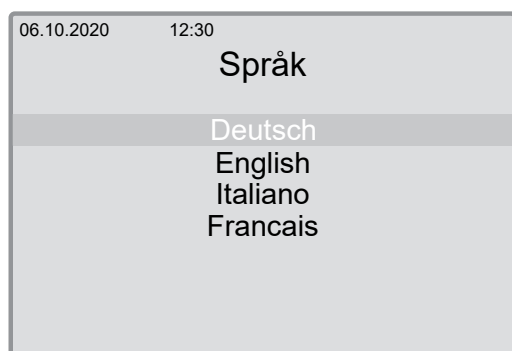 06.10.2020 12:30
Språk
Deutsch
English
Italiano
Francais